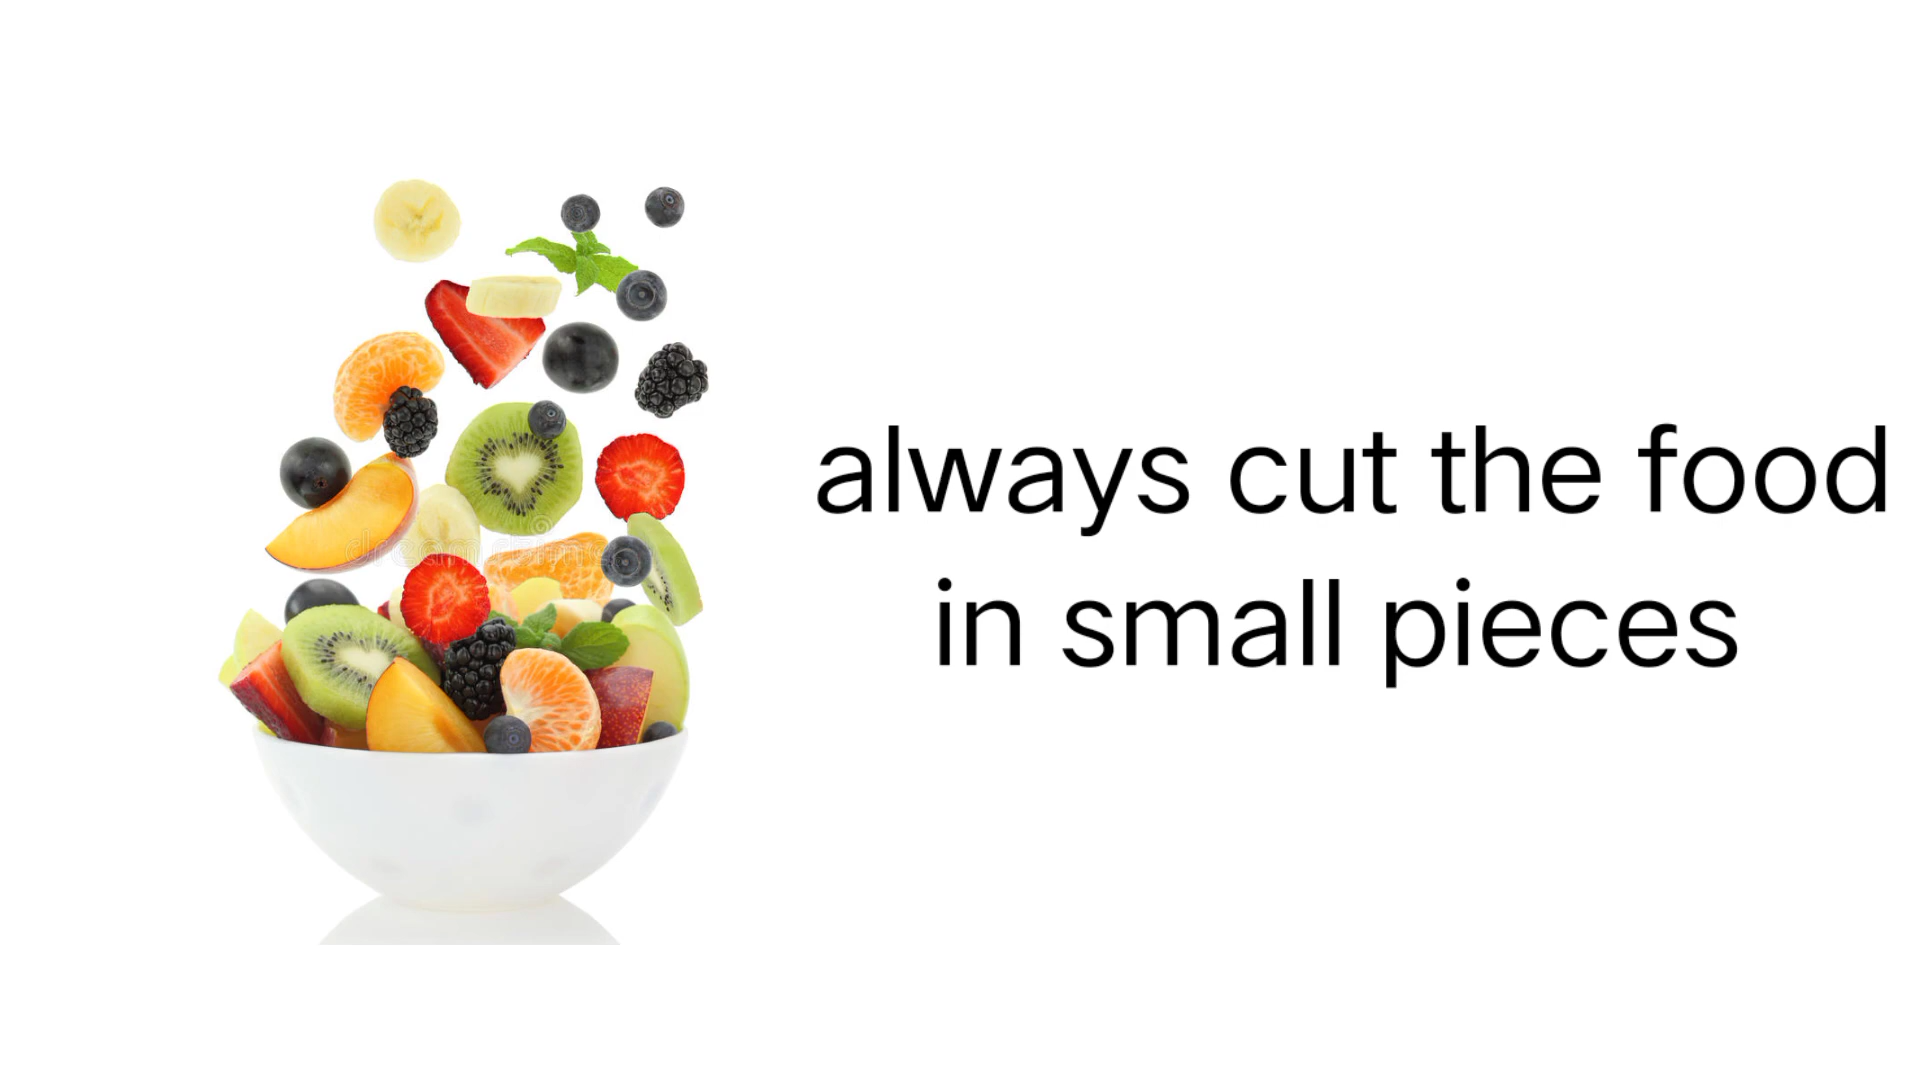 always cut the food
in small pieces